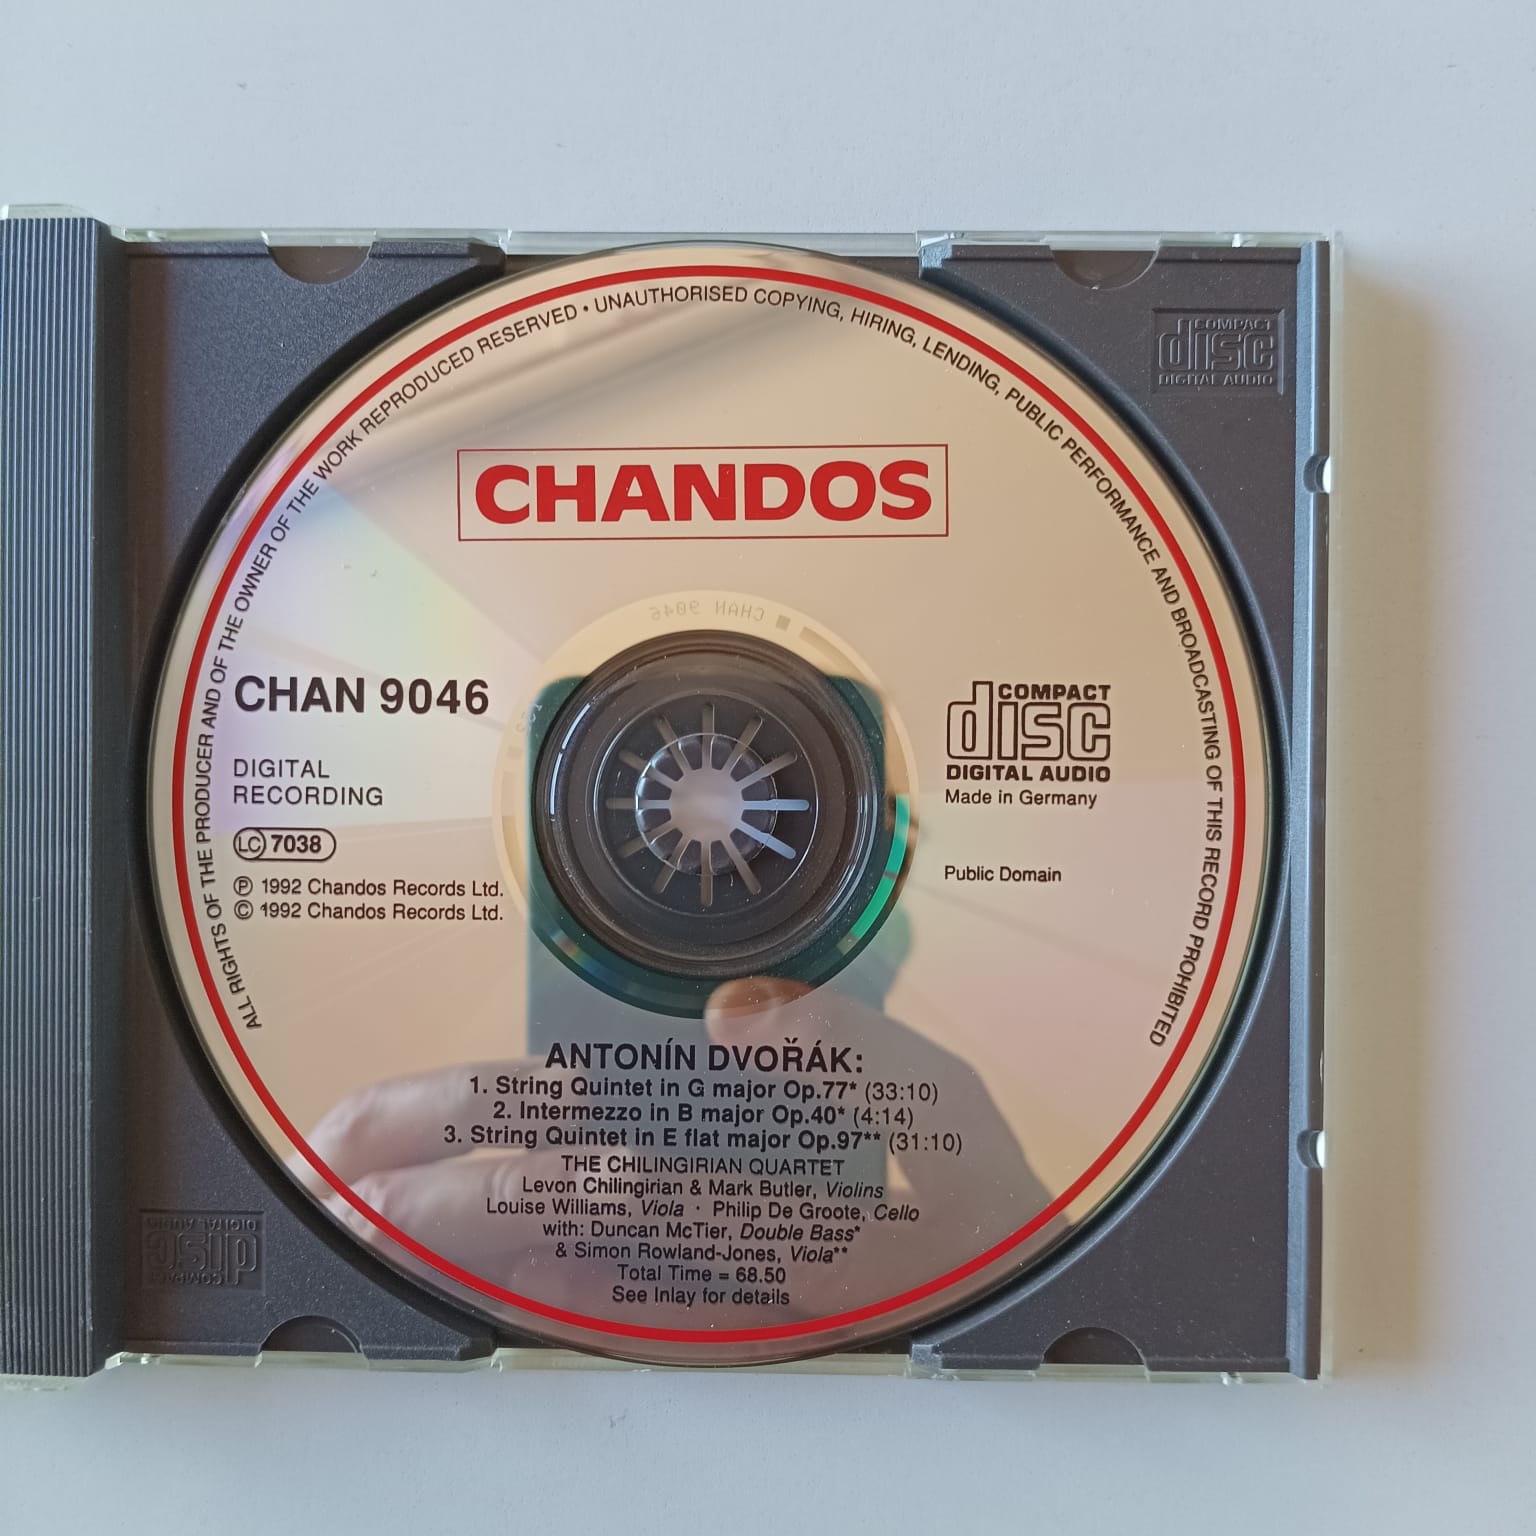 ALL RIGHTS OF THE PRODUCER AND OF THE OWNER OF THE WORK REPRODUCED RESERVED • UNAUTHORISED COPYING, HIRING, LENDING, PUBLIC PERFORMANCE AND BROADCASTING OF THIS RECORD PROHIBITED
COMPACT
disc
DIGITAL AUDIO
CHANDOS
CHAN 9046
CHAN 9046
DIGITAL
RECORDING
LC 7038
Ⓟ 1992 Chandos Records Ltd.
© 1992 Chandos Records Ltd.
COMPACT
disc
DIGITAL AUDIO
Made in Germany
Public Domain
ANTONÍN DVOŘÁK:
1. String Quintet in G major Op.77* (33:10)
2. Intermezzo in B major Op.40* (4:14)
3. String Quintet in E flat major Op.97** (31:10)
THE CHILINGIRIAN QUARTET
Levon Chilingirian & Mark Butler, Violins
Louise Williams, Viola · Philip De Groote, Cello
with: Duncan McTier, Double Bass*
& Simon Rowland-Jones, Viola**
Total Time = 68.50
See Inlay for details
COMPACT
disc
DIGITAL AUDIO